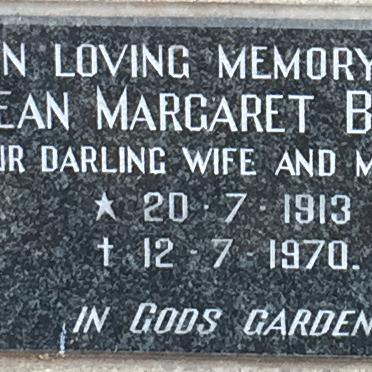 N LOVING MEMORY
EAN MARGARET B
UR DARLING WIFE AND M
★ 20 · 7 · 1913
† 12 · 7 · 1970.
IN GODS GARDEN